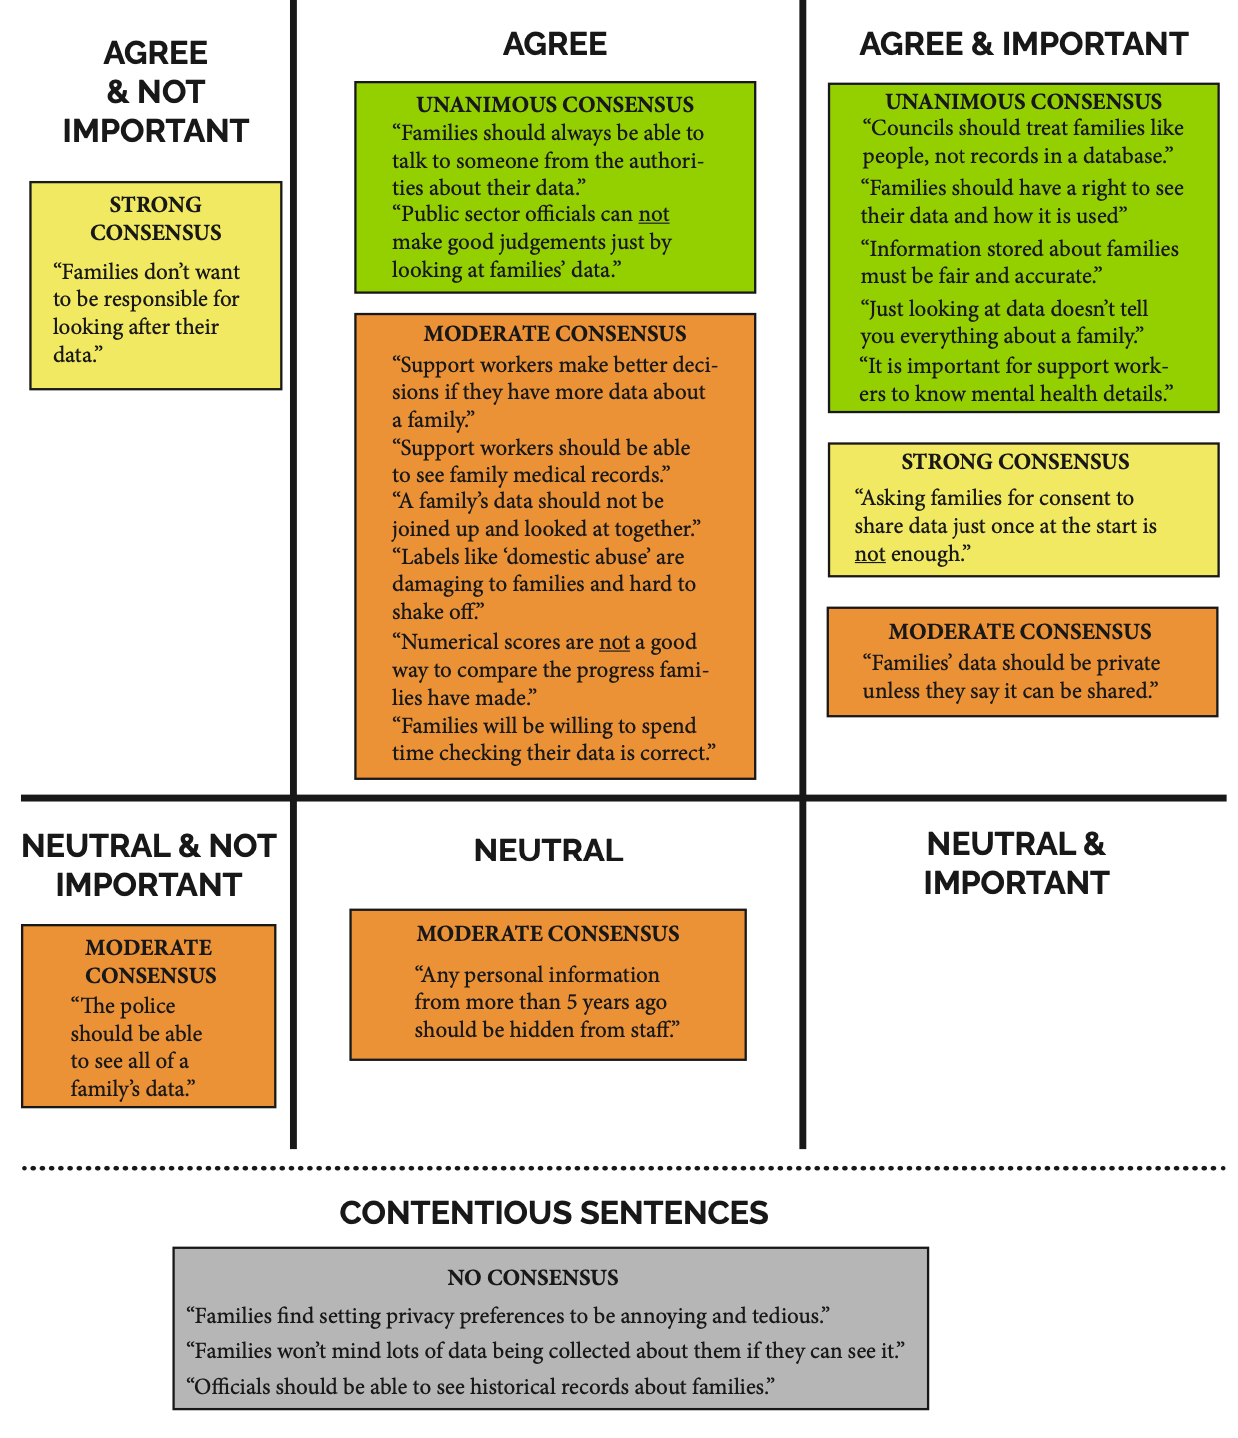 AGREE
& NOT
IMPORTANT
STRONG
CONSENSUS
“Families don’t want
to be responsible for
looking after their
data.”
AGREE
UNANIMOUS CONSENSUS
“Families should always be able to
talk to someone from the authori-
ties about their data.”
“Public sector officials can not
make good judgements just by
looking at families’ data.”
MODERATE CONSENSUS
“Support workers make better deci-
sions if they have more data about
a family.”
“Support workers should be able
to see family medical records.”
“A family’s data should not be
joined up and looked at together.”
“Labels like ‘domestic abuse’ are
damaging to families and hard to
shake off.”
“Numerical scores are not a good
way to compare the progress fami-
lies have made.”
“Families will be willing to spend
time checking their data is correct.”
AGREE & IMPORTANT
UNANIMOUS CONSENSUS
“Councils should treat families like
people, not records in a database.”
“Families should have a right to see
their data and how it is used”
“Information stored about families
must be fair and accurate.”
“Just looking at data doesn’t tell
you everything about a family.”
“It is important for support work-
ers to know mental health details.”
STRONG CONSENSUS
“Asking families for consent to
share data just once at the start is
not enough.”
MODERATE CONSENSUS
“Families’ data should be private
unless they say it can be shared.”
NEUTRAL & NOT
IMPORTANT
MODERATE
CONSENSUS
“The police
should be able
to see all of a
family’s data.”
NEUTRAL
MODERATE CONSENSUS
“Any personal information
from more than 5 years ago
should be hidden from staff.”
NEUTRAL &
IMPORTANT
CONTENTIOUS SENTENCES
NO CONSENSUS
“Families find setting privacy preferences to be annoying and tedious.”
“Families won’t mind lots of data being collected about them if they can see it.”
“Officials should be able to see historical records about families.”